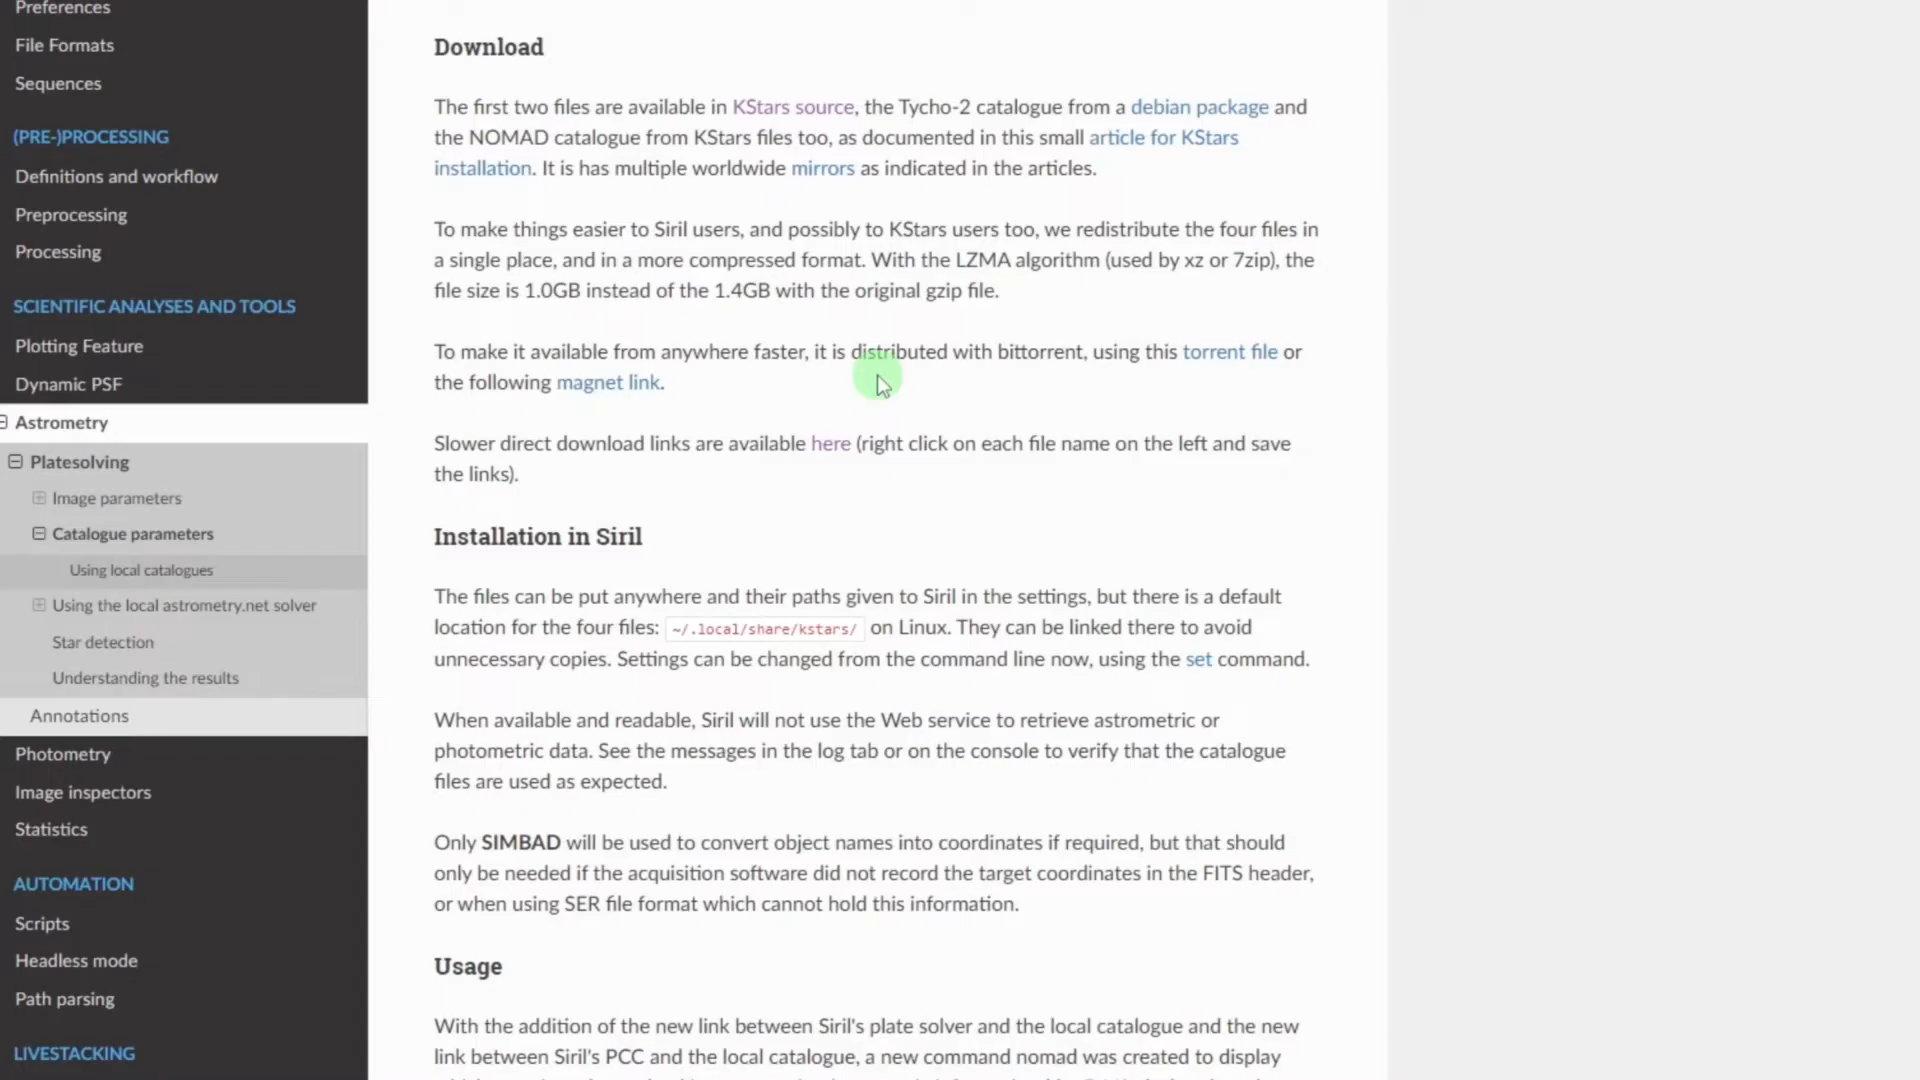 Preferences
File Formats
Sequences
(PRE-)PROCESSING
Definitions and workflow
Preprocessing
Processing
SCIENTIFIC ANALYSES AND TOOLS
Plotting Feature
Dynamic PSF
Astrometry
Platesolving
Image parameters
Catalogue parameters
Using local catalogues
Using the local astrometry.net solver
Star detection
Understanding the results
Annotations
Photometry
Image inspectors
Statistics
AUTOMATION
Scripts
Headless mode
Path parsing
LIVESTACKING
Download
The first two files are available in KStars source, the Tycho-2 catalogue from a debian package and
the NOMAD catalogue from KStars files too, as documented in this small article for KStars
installation. It is has multiple worldwide mirrors as indicated in the articles.
To make things easier to Siril users, and possibly to KStars users too, we redistribute the four files in
a single place, and in a more compressed format. With the LZMA algorithm (used by xz or 7zip), the
file size is 1.0GB instead of the 1.4GB with the original gzip file.
To make it available from anywhere faster, it is distributed with bittorrent, using this torrent file or
the following magnet link.
Slower direct download links are available here (right click on each file name on the left and save
the links).
Installation in Siril
The files can be put anywhere and their paths given to Siril in the settings, but there is a default
location for the four files: ~/.local/share/kstars/ on Linux. They can be linked there to avoid
unnecessary copies. Settings can be changed from the command line now, using the set command.
When available and readable, Siril will not use the Web service to retrieve astrometric or
photometric data. See the messages in the log tab or on the console to verify that the catalogue
files are used as expected.
Only SIMBAD will be used to convert object names into coordinates if required, but that should
only be needed if the acquisition software did not record the target coordinates in the FITS header,
or when using SER file format which cannot hold this information.
Usage
With the addition of the new link between Siril's plate solver and the local catalogue and the new
link between Siril's PCC and the local catalogue, a new command nomad was created to display